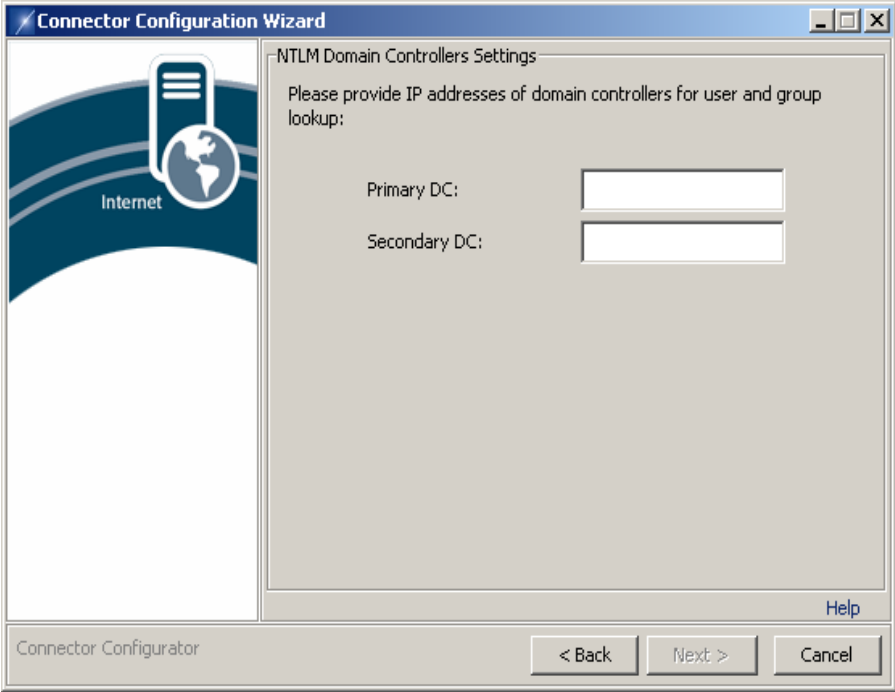 Connector Configuration Wizard
NTLM Domain Controllers Settings
Please provide IP addresses of domain controllers for user and group
lookup:
Internet
Primary DC:
Secondary DC:
Help
Connector Configurator
< Back
Next >
Cancel